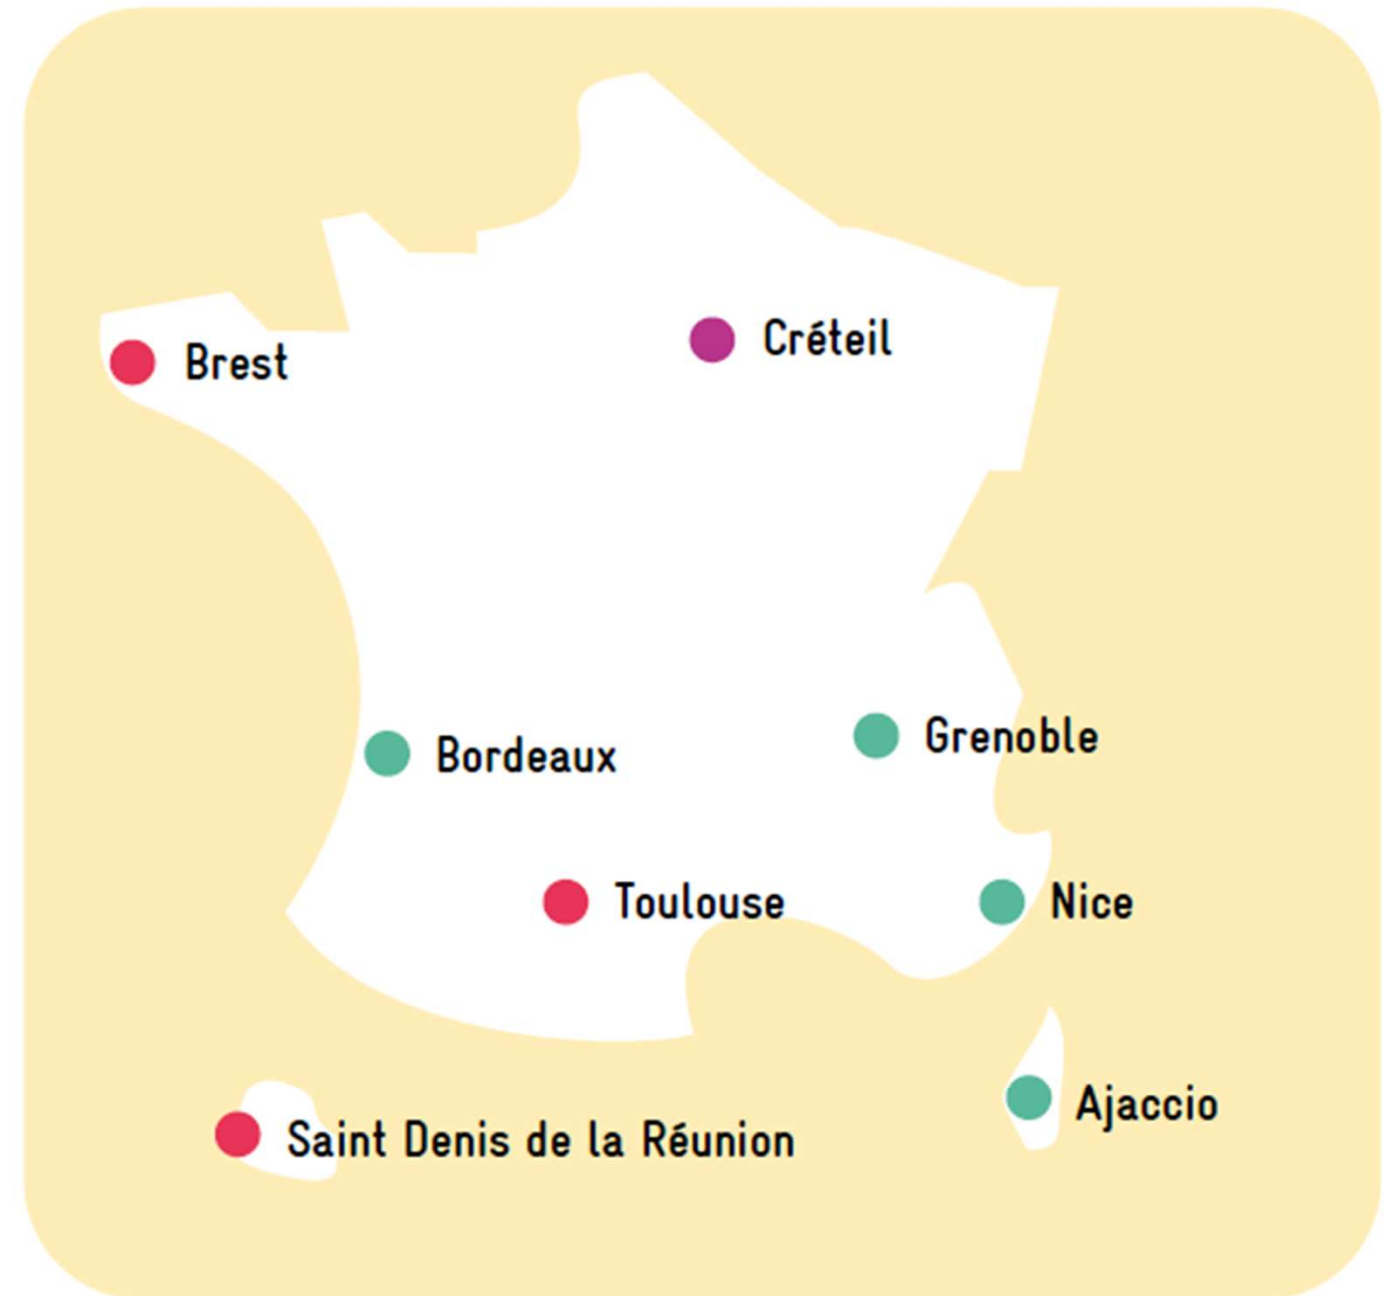 Créteil
Brest
Grenoble
Bordeaux
Toulouse
Nice
Ajaccio
Saint Denis de la Réunion